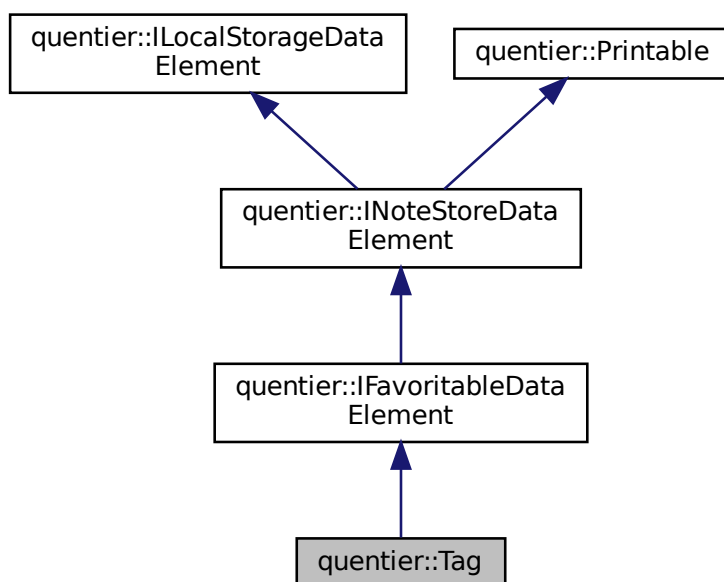 quentier::ILocalStorageData
Element
quentier::Printable
quentier::INoteStoreData
Element
quentier::IFavoritableData
Element
quentier::Tag